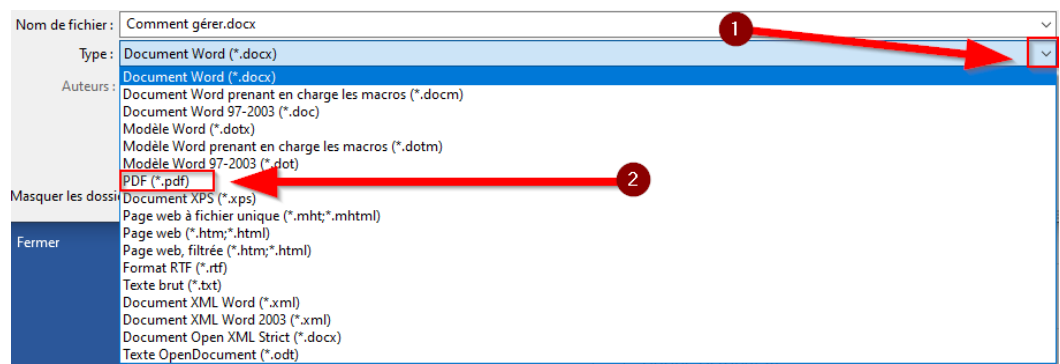 Nom de fichier : Comment gérer.docx
1
Type : Document Word (*.docx)
Document Word (*.docx)
Auteurs :
Document Word prenant en charge les macros (*.docm)
Document Word 97-2003 (*.doc)
Modèle Word (*.dotx)
Modèle Word prenant en charge les macros (*.dotm)
Modèle Word 97-2003 (*.dot)
PDF (*.pdf)
2
Masquer les dossi
Document XPS (*.xps)
Page web à fichier unique (*.mht;*.mhtml)
Page web (*.htm;*.html)
Fermer
Page web, filtrée (*.htm;*.html)
Format RTF (*.rtf)
Texte brut (*.txt)
Document XML Word (*.xml)
Document XML Word 2003 (*.xml)
Document Open XML Strict (*.docx)
Texte OpenDocument (*.odt)